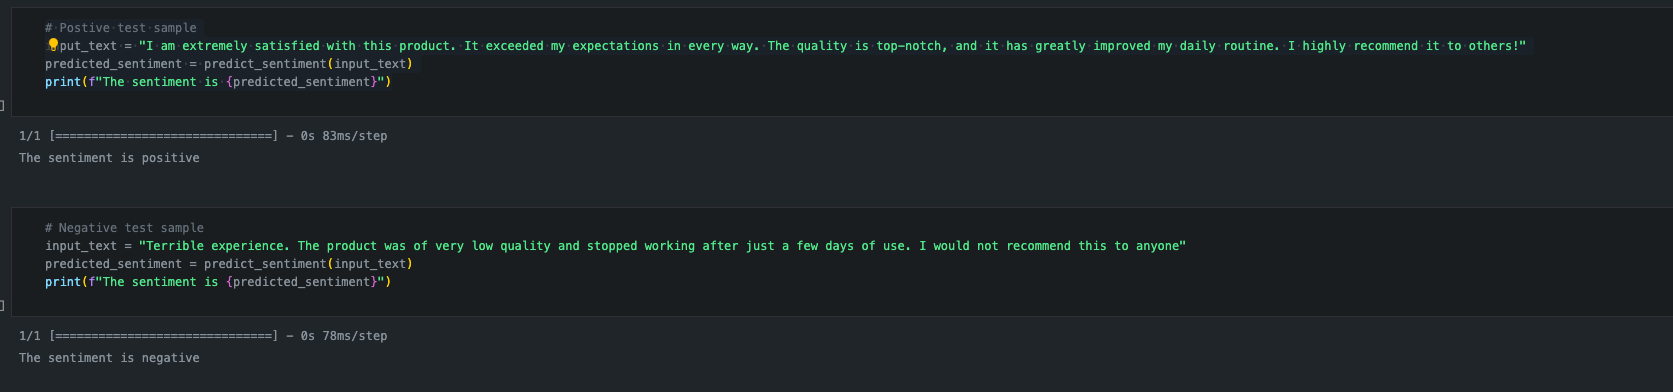 # Postive test sample
input_text = "I am extremely satisfied with this product. It exceeded my expectations in every way. The quality is top-notch, and it has greatly improved my daily routine. I highly recommend it to others!"
predicted_sentiment = predict_sentiment(input_text)
print(f"The sentiment is {predicted_sentiment}")
1/1 [==============================] - 0s 83ms/step
The sentiment is positive
# Negative test sample
input_text = "Terrible experience. The product was of very low quality and stopped working after just a few days of use. I would not recommend this to anyone"
predicted_sentiment = predict_sentiment(input_text)
print(f"The sentiment is {predicted_sentiment}")
1/1 [==============================] - 0s 78ms/step
The sentiment is negative